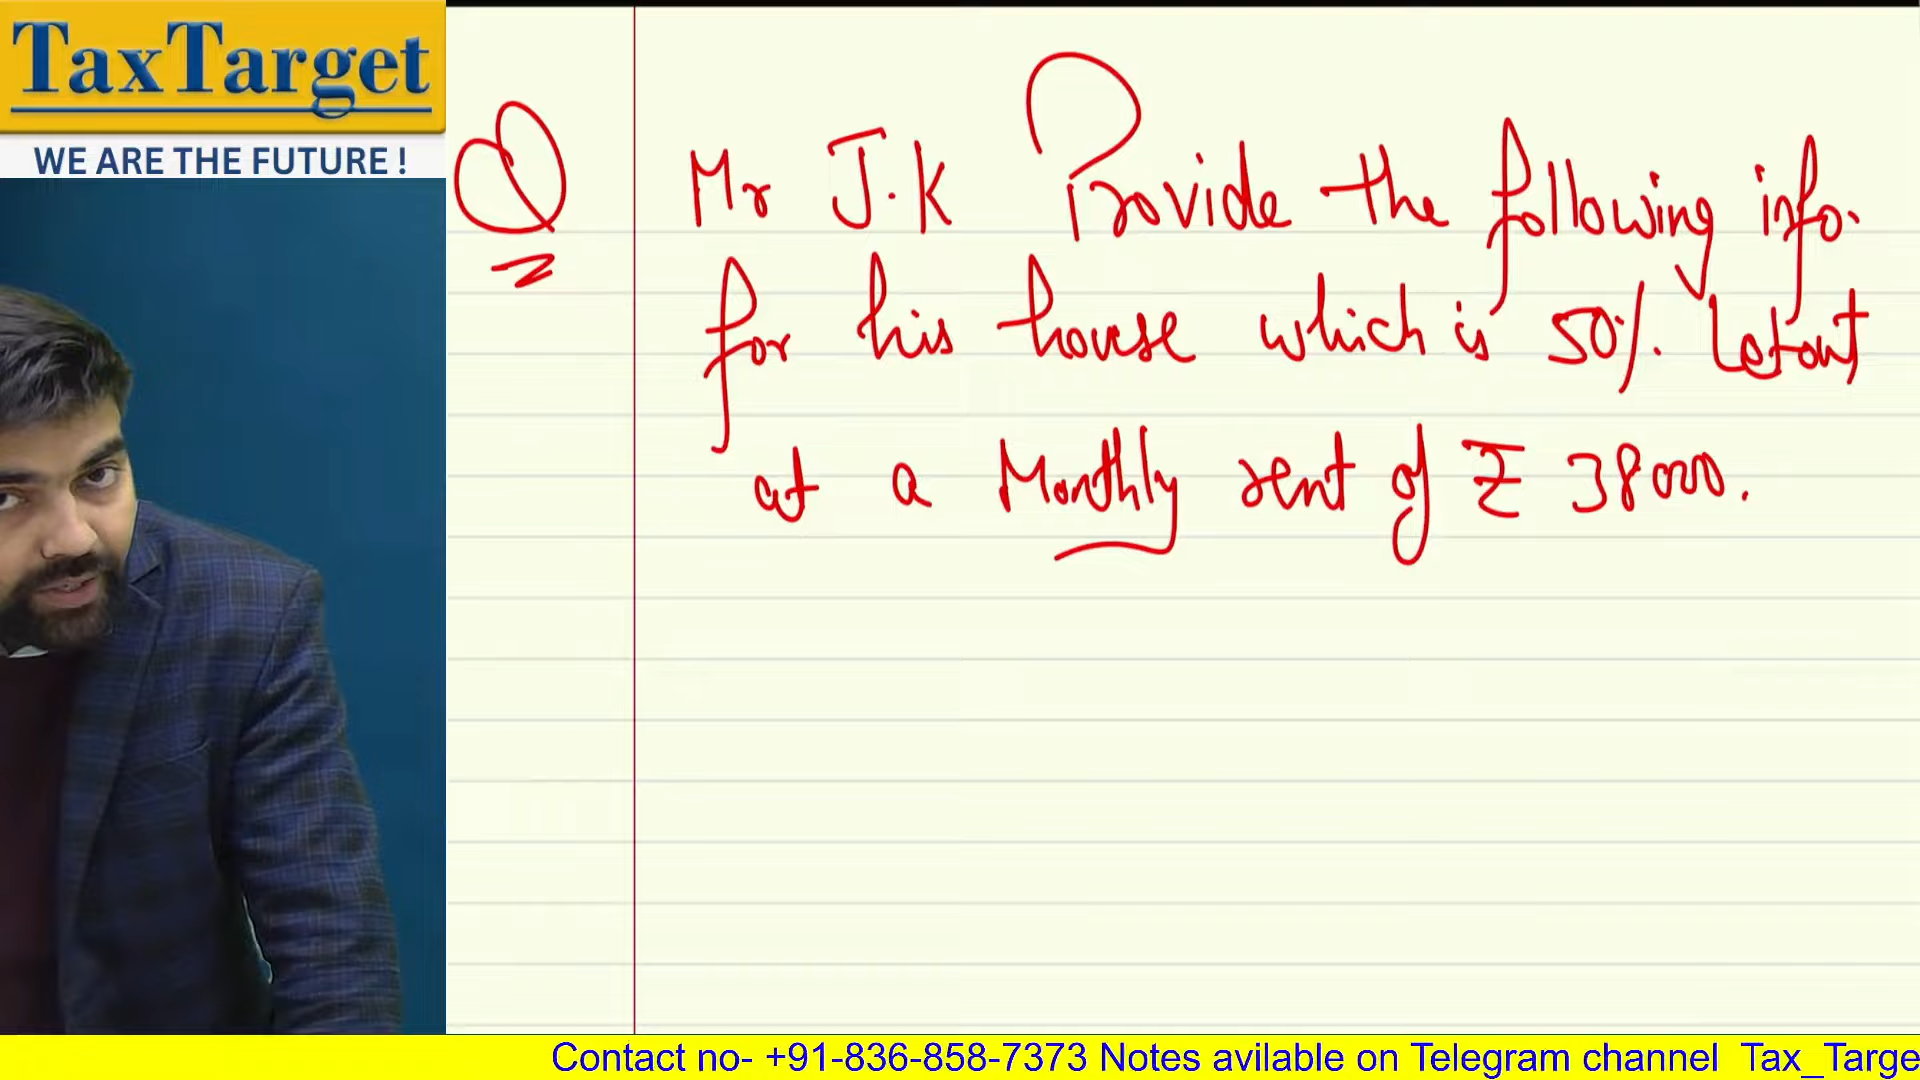 TaxTarget
WE ARE THE FUTURE !
Q Mr J.K Provide the following info.
for his house which is 50%. Letout
at a Monthly rent of ₹ 38000.
Contact no- +91-836-858-7373 Notes avilable on Telegram channel Tax_Targe